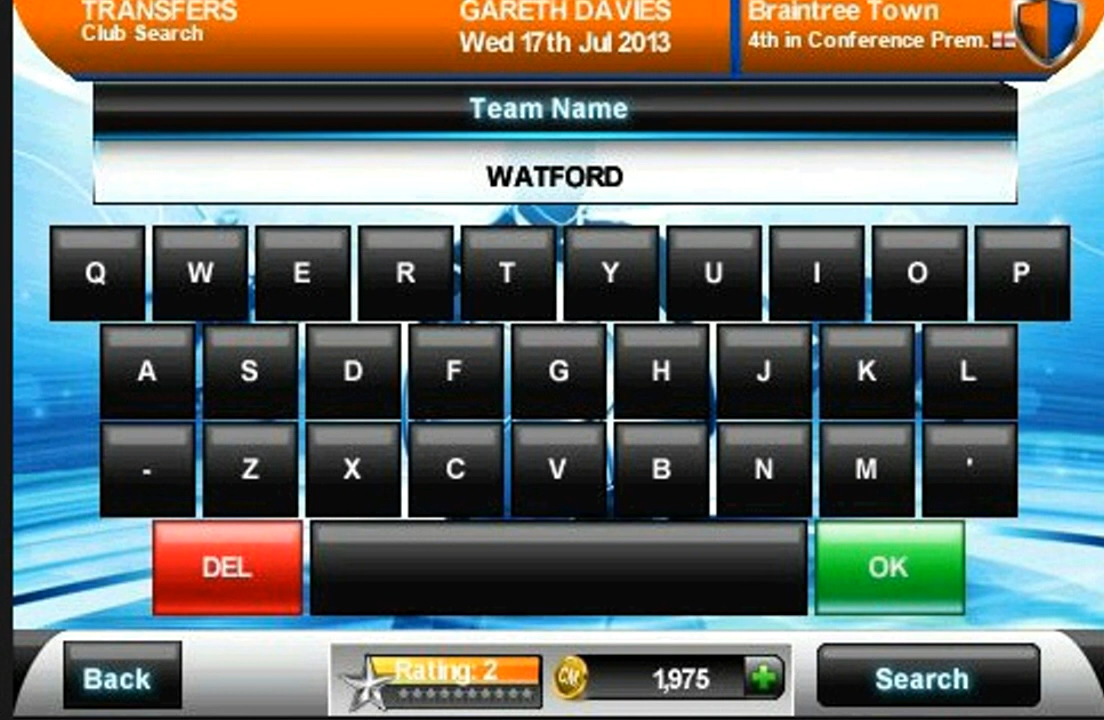 TRANSFERS
Club Search
GARETH DAVIES
Wed 17th Jul 2013
Braintree Town
4th in Conference Prem.
Team Name
WATFORD
Q W E R T Y U I O P
A S D F G H J K L
- Z X C V B N M '
DEL OK
Back Rating: 2 CM 1,975 Search